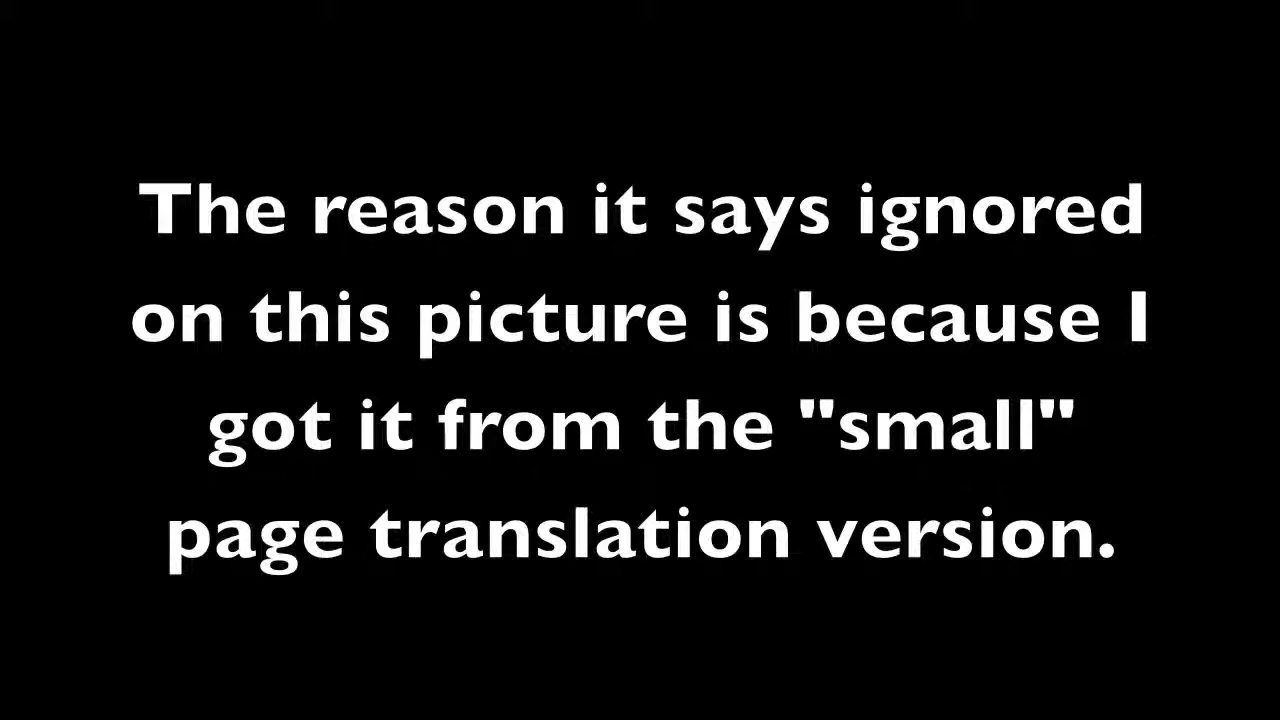 The reason it says ignored
on this picture is because I
got it from the "small"
page translation version.